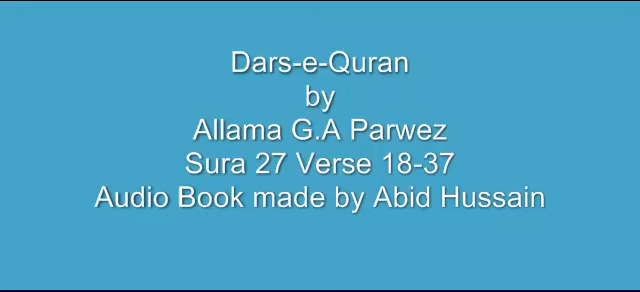 Dars-e-Quran
by
Allama G.A Parwez
Sura 27 Verse 18-37
Audio Book made by Abid Hussain